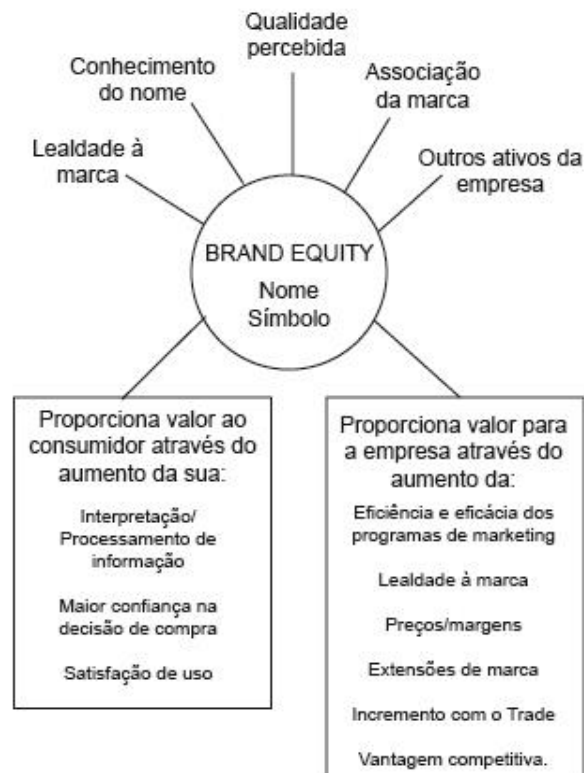 Qualidade
percebida
Conhecimento
do nome
Associação
da marca
Lealdade à
marca
Outros ativos da
empresa
BRAND EQUITY
Nome
Símbolo
Proporciona valor ao
consumidor através do
aumento da sua:
Interpretação/
Processamento de
informação
Maior confiança na
decisão de compra
Satisfação de uso
Proporciona valor para
a empresa através do
aumento da:
Eficiência e eficácia dos
programas de marketing
Lealdade à marca
Preços/margens
Extensões de marca
Incremento com o Trade
Vantagem competitiva.